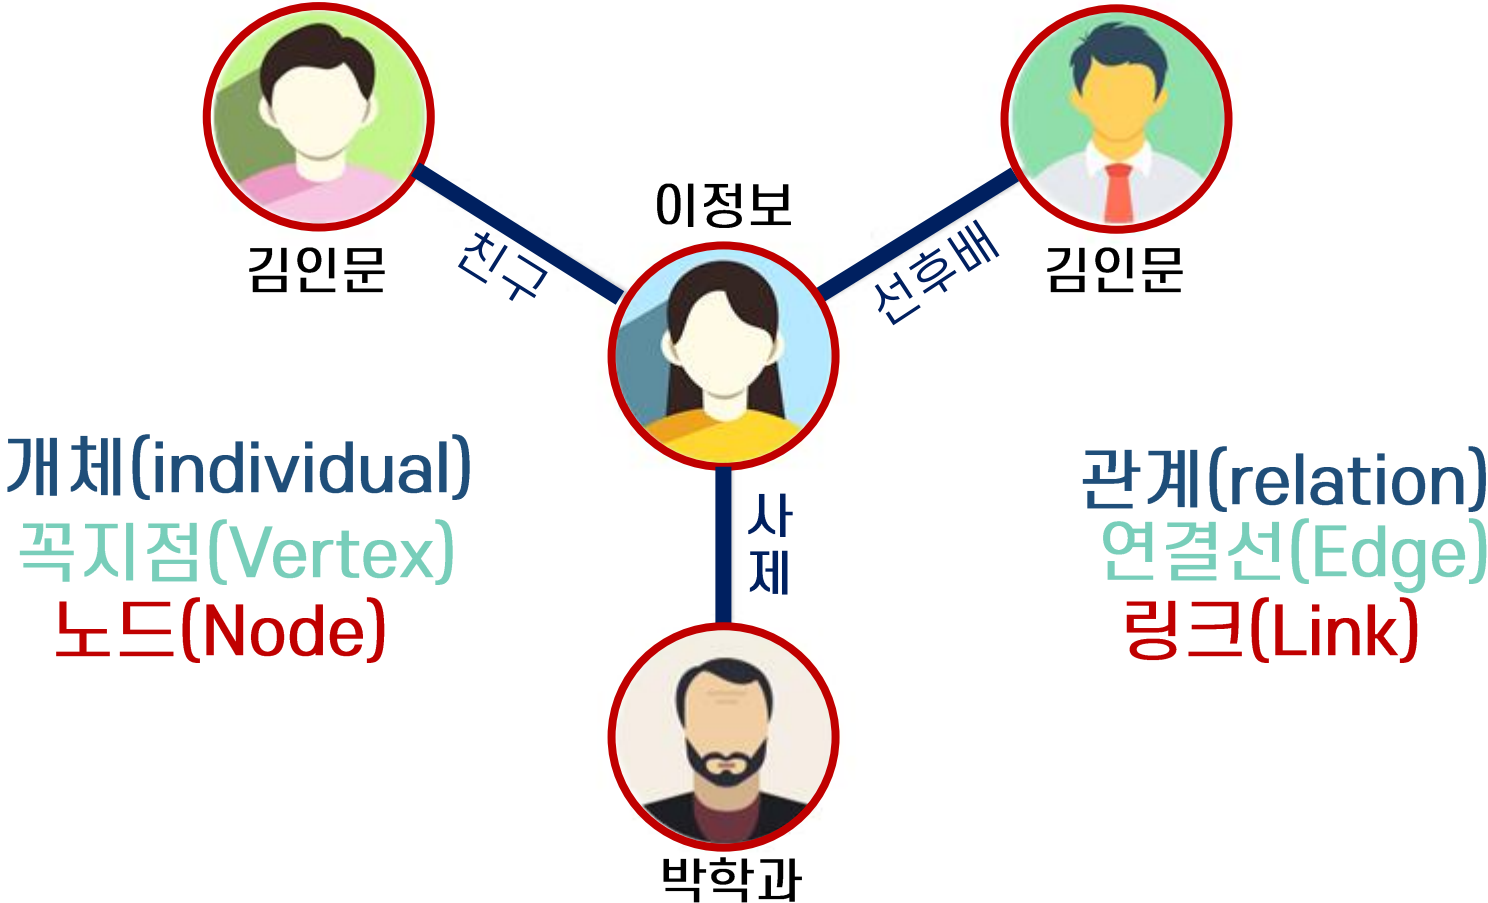 이정보
김인문
친구
선후배
김인문
개체(individual)
꼭지점(Vertex)
노드(Node)
관계(relation)
연결선(Edge)
링크(Link)
사
제
박학과